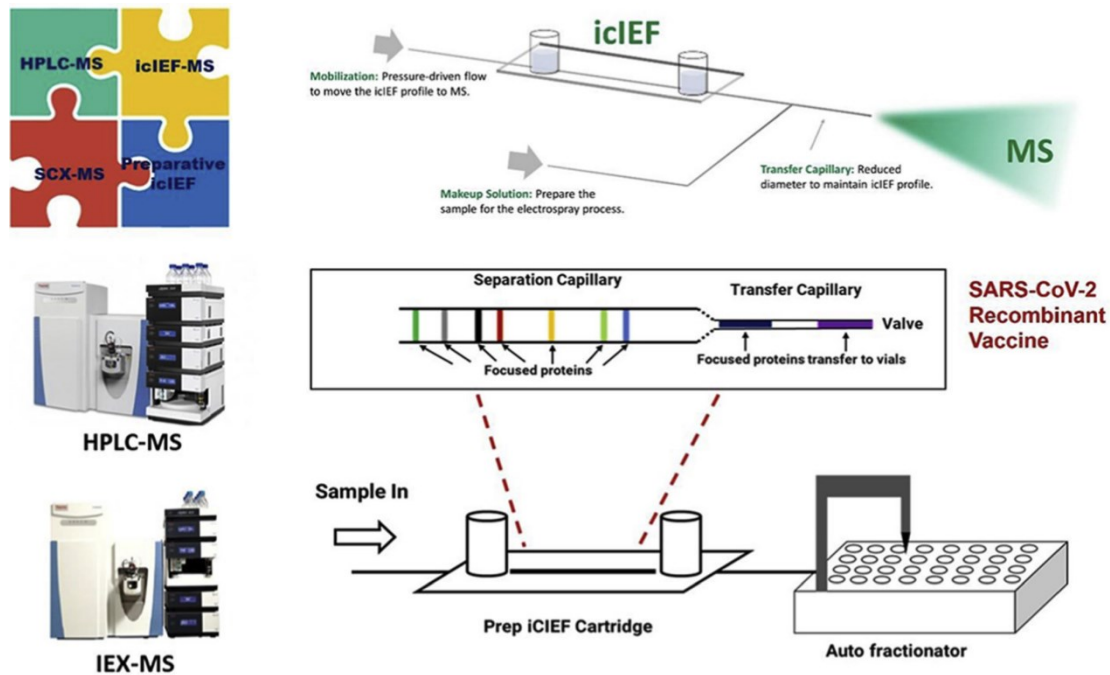 HPLC-MS
icIEF-MS
SCX-MS
Preparative
icIEF
icIEF
Mobilization: Pressure-driven flow
to move the icIEF profile to MS.
Makeup Solution: Prepare the
sample for the electrospray process.
Transfer Capillary: Reduced
diameter to maintain icIEF profile.
MS
HPLC-MS
Separation Capillary
Transfer Capillary
Valve
Focused proteins
Focused proteins transfer to vials
SARS-CoV-2
Recombinant
Vaccine
IEX-MS
Sample In
Prep iCIEF Cartridge
Auto fractionator